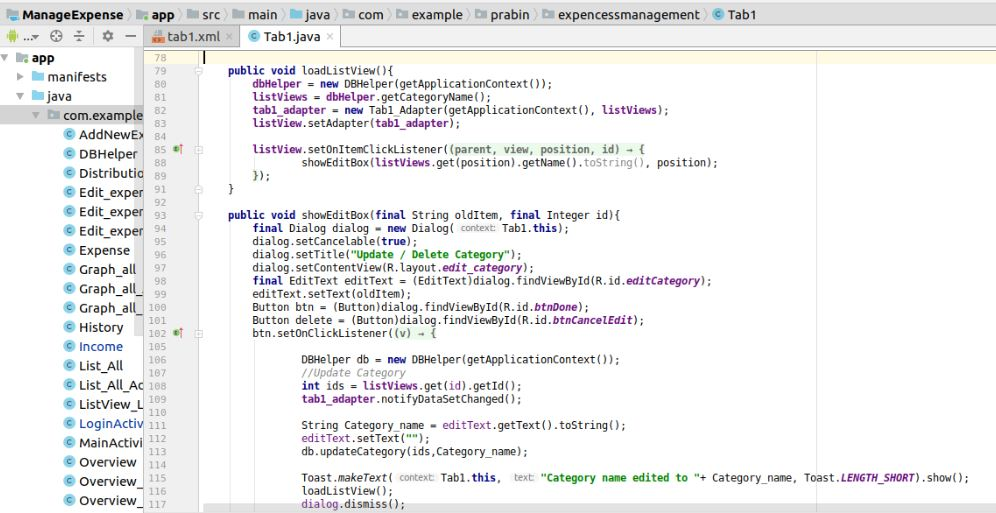 ManageExpense app src main java com example prabin expencessmanagement Tab1
... tab1.xml Tab1.java
app
manifests
java
com.example
AddNewEx
DBHelper
Distributio
Edit_exper
Edit_exper
Edit_exper
Expense
Graph_all
Graph_all_
Graph_all_
History
Income
List_All
List_All_Ac
ListView_L
LoginActiv
MainActivi
Overview
Overview_
Overview_
78
79 public void loadListView(){
80 dbHelper = new DBHelper(getApplicationContext());
81 listViews = dbHelper.getCategoryName();
82 tab1_adapter = new Tab1_Adapter(getApplicationContext(), listViews);
83 listView.setAdapter(tab1_adapter);
84
85 listView.setOnItemClickListener((parent, view, position, id) → {
88 showEditBox(listViews.get(position).getName().toString(), position);
89 });
91 }
92
93 public void showEditBox(final String oldItem, final Integer id){
94 final Dialog dialog = new Dialog( context: Tab1.this);
95 dialog.setCancelable(true);
96 dialog.setTitle("Update / Delete Category");
97 dialog.setContentView(R.layout.edit_category);
98 final EditText editText = (EditText)dialog.findViewById(R.id.editCategory);
99 editText.setText(oldItem);
100 Button btn = (Button)dialog.findViewById(R.id.btnDone);
101 Button delete = (Button)dialog.findViewById(R.id.btnCancelEdit);
102 btn.setOnClickListener((v) → {
105
106 DBHelper db = new DBHelper(getApplicationContext());
107 //Update Category
108 int ids = listViews.get(id).getId();
109 tab1_adapter.notifyDataSetChanged();
110
111 String Category_name = editText.getText().toString();
112 editText.setText("");
113 db.updateCategory(ids,Category_name);
114
115 Toast.makeText( context: Tab1.this, text: "Category name edited to "+ Category_name, Toast.LENGTH_SHORT).show();
116 loadListView();
117 dialog.dismiss();